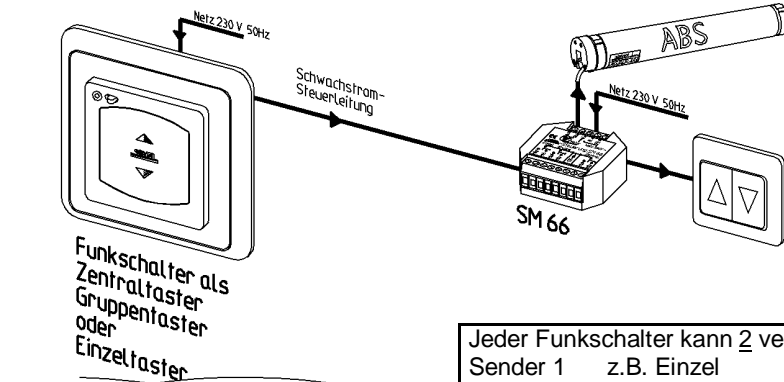 Netz 230 V 50Hz
ABS
Schwachstrom-
Steuerleitung
Netz 230 V 50Hz
SM 66
Funkschalter als
Zentraltaster
Gruppentaster
oder
Einzeltaster
Jeder Funkschalter kann 2 ve
Sender 1 z.B. Einzel